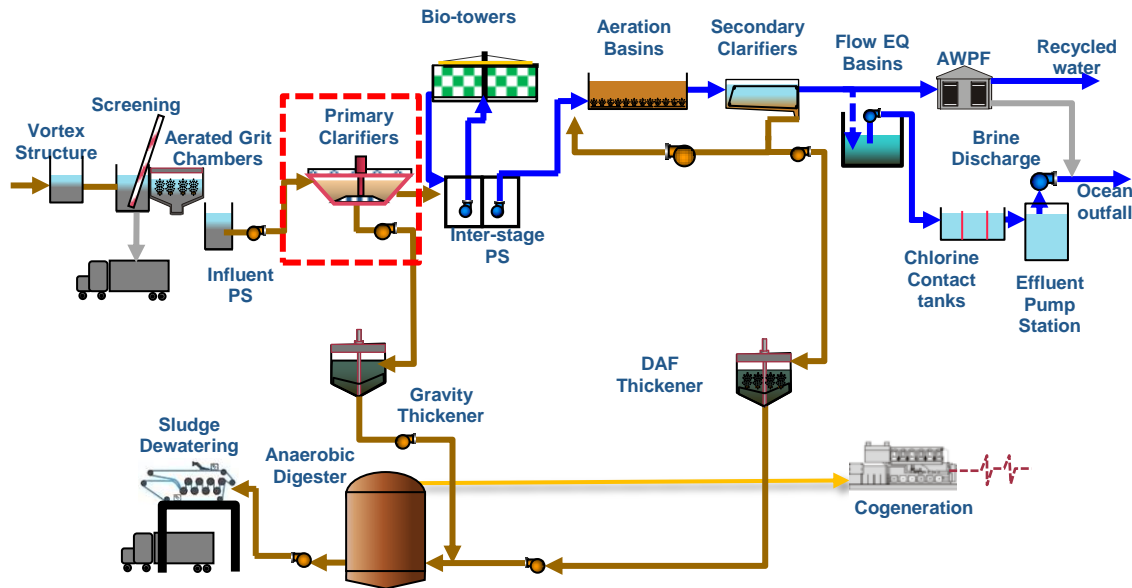 Bio-towers
Aeration
Basins
Secondary
Clarifiers
Flow EQ
Basins
AWPF
Recycled
water
Screening
Vortex
Structure
Aerated Grit
Chambers
Primary
Clarifiers
Brine
Discharge
Ocean
outfall
Inter-stage
PS
Influent
PS
Chlorine
Contact
tanks
Effluent
Pump
Station
DAF
Thickener
Gravity
Thickener
Sludge
Dewatering
Anaerobic
Digester
Cogeneration